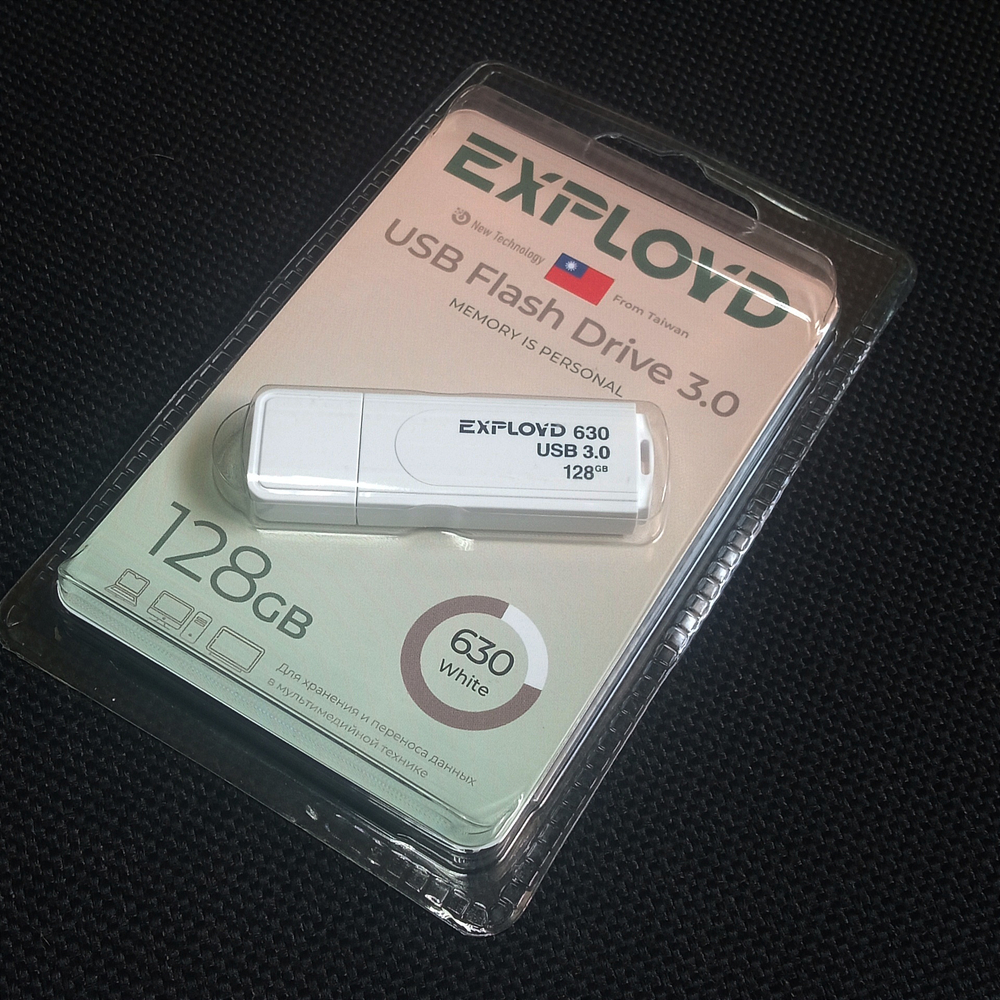 EXPLOYD
New Technology
From Taiwan
USB Flash Drive 3.0
MEMORY IS PERSONAL
EXPLOYD 630
USB 3.0
128GB
128GB
630
White
Для хранения и переноса данных
в мультимедийной технике